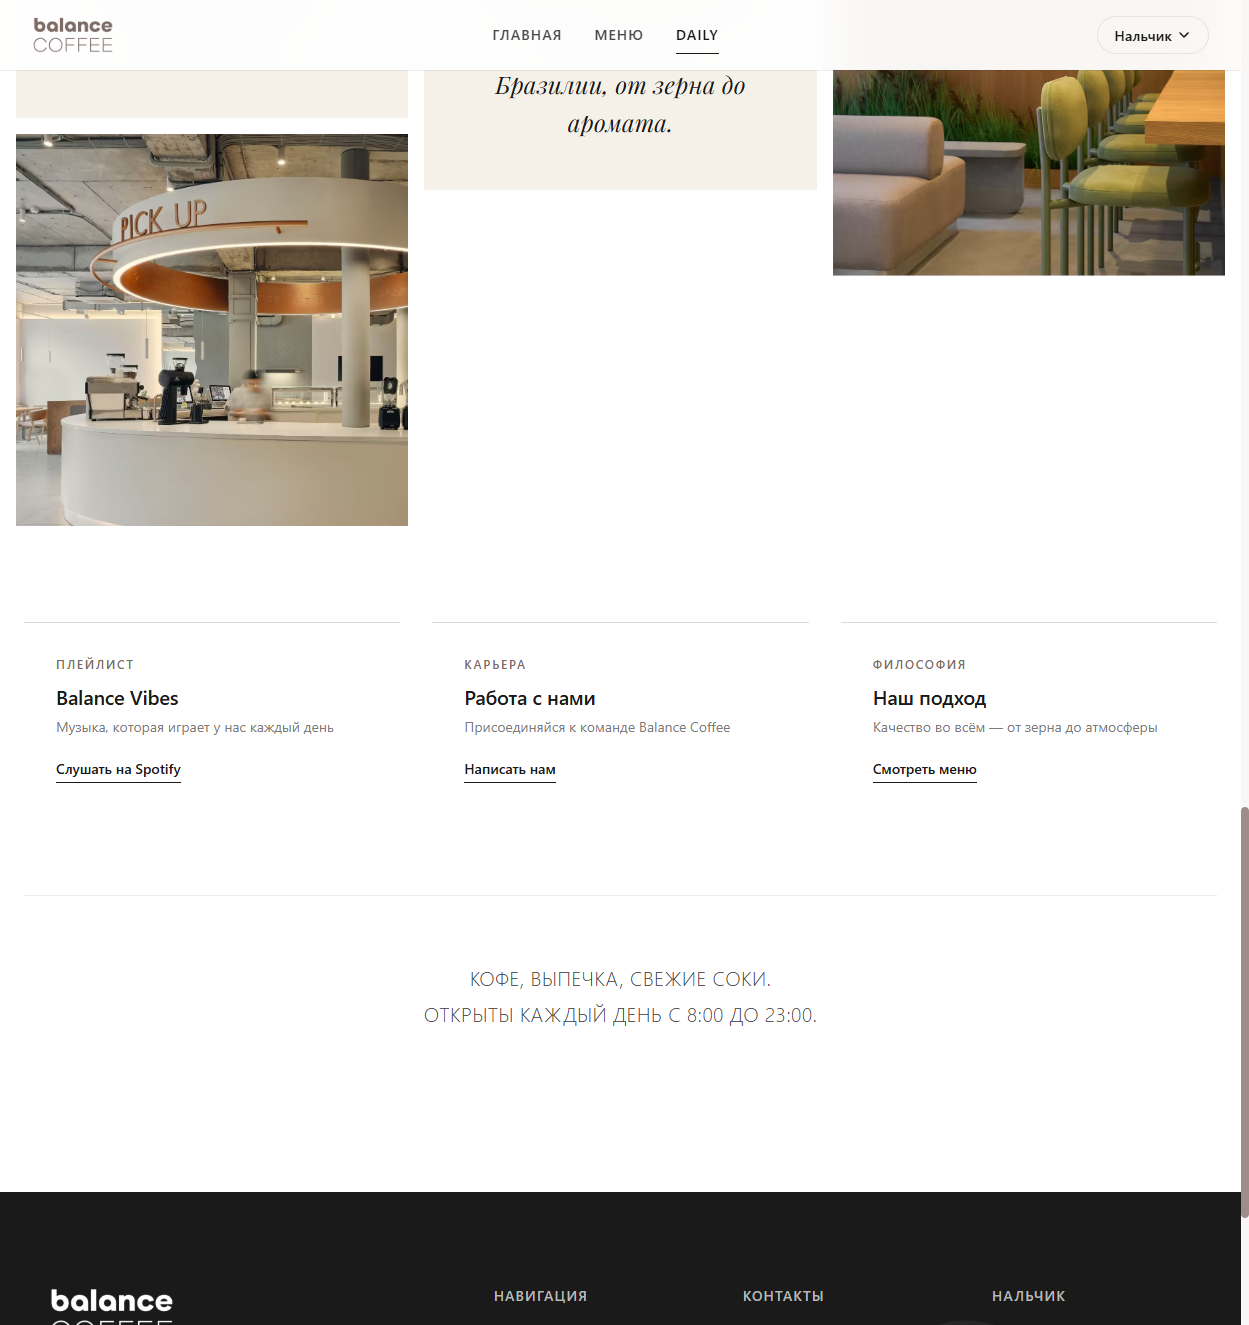 balance
COFFEE
ГЛАВНАЯ
МЕНЮ
DAILY
Нальчик
Бразилии, от зерна до
аромата.
PICK UP
ПЛЕЙЛИСТ
Balance Vibes
Музыка, которая играет у нас каждый день
Слушать на Spotify
КАРЬЕРА
Работа с нами
Присоединяйся к команде Balance Coffee
Написать нам
ФИЛОСОФИЯ
Наш подход
Качество во всём — от зерна до атмосферы
Смотреть меню
КОФЕ, ВЫПЕЧКА, СВЕЖИЕ СОКИ.
ОТКРЫТЫ КАЖДЫЙ ДЕНЬ С 8:00 ДО 23:00.
balance
COFFEE
НАВИГАЦИЯ
КОНТАКТЫ
НАЛЬЧИК